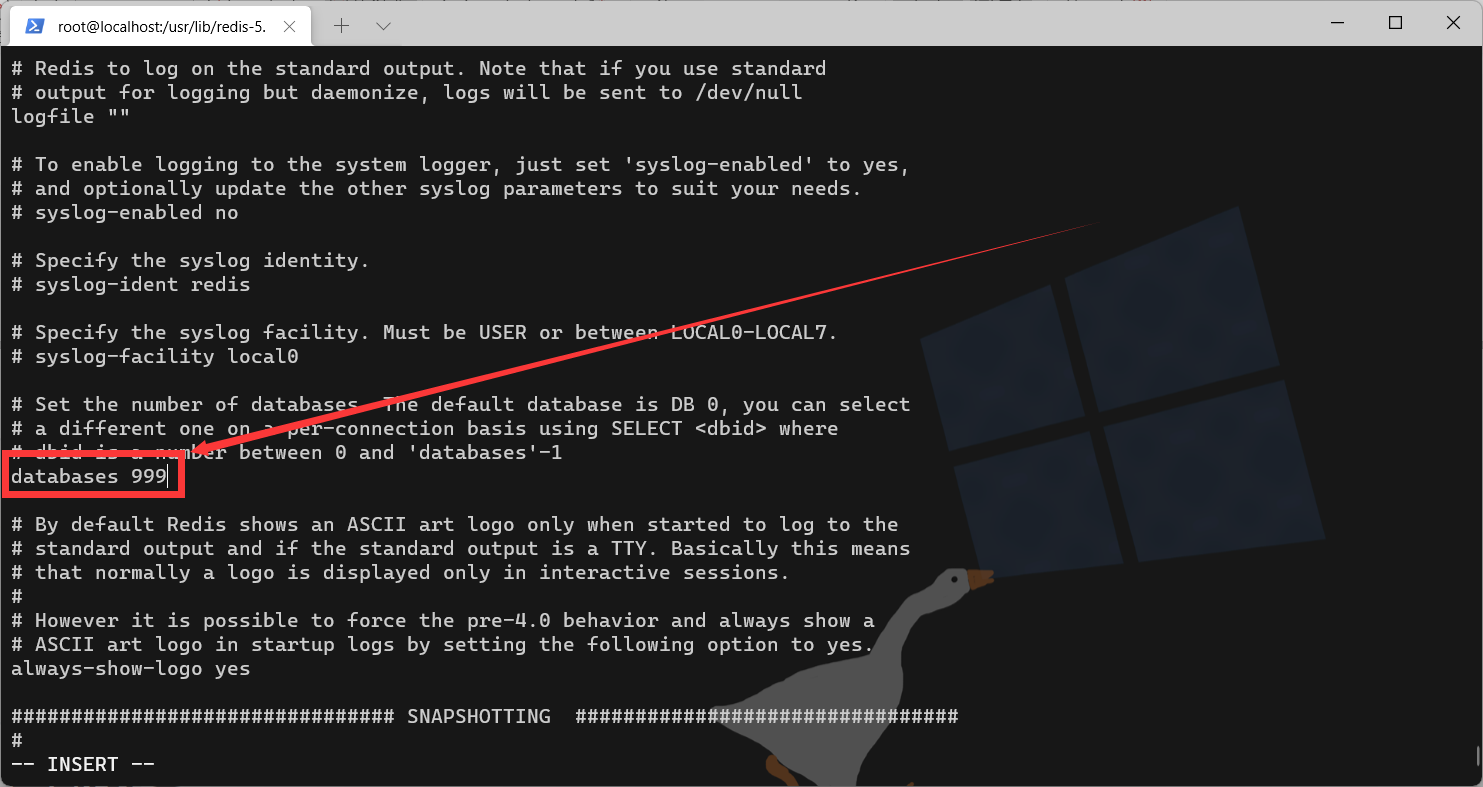 root@localhost:/usr/lib/redis-5.
# Redis to log on the standard output. Note that if you use standard
# output for logging but daemonize, logs will be sent to /dev/null
logfile ""
# To enable logging to the system logger, just set 'syslog-enabled' to yes,
# and optionally update the other syslog parameters to suit your needs.
# syslog-enabled no
# Specify the syslog identity.
# syslog-ident redis
# Specify the syslog facility. Must be USER or between LOCAL0-LOCAL7.
# syslog-facility local0
# Set the number of databases. The default database is DB 0, you can select
# a different one on a per-connection basis using SELECT <dbid> where
# dbid is a number between 0 and 'databases'-1
databases 999
# By default Redis shows an ASCII art logo only when started to log to the
# standard output and if the standard output is a TTY. Basically this means
# that normally a logo is displayed only in interactive sessions.
#
# However it is possible to force the pre-4.0 behavior and always show a
# ASCII art logo in startup logs by setting the following option to yes.
always-show-logo yes
################################ SNAPSHOTTING  ################################
#
-- INSERT --